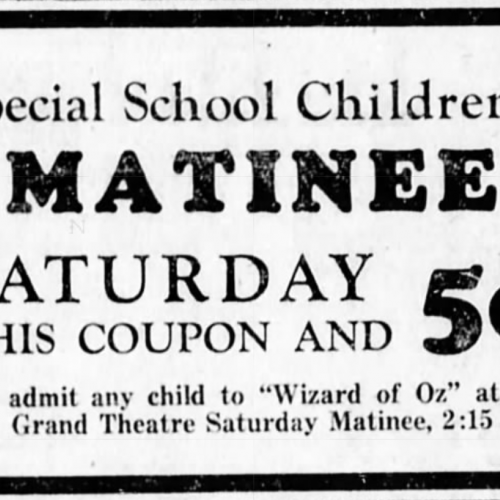 pecial School Children
MATINEE
ATURDAY
HIS COUPON AND 5¢
admit any child to "Wizard of Oz" at
Grand Theatre Saturday Matinee, 2:15